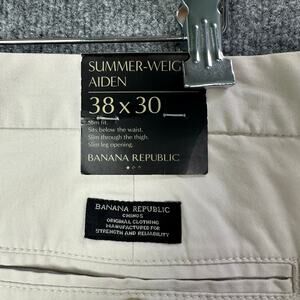 SUMMER-WEIG
AIDEN
38 x 30
Slim fit.
Sits below the waist.
Slim through the thigh.
Slim leg opening.
BANANA REPUBLIC
BANANA REPUBLIC
CHINOS
ORIGINAL CLOTHING
MANUFACTURED FOR
STRENGTH AND RELIABILITY